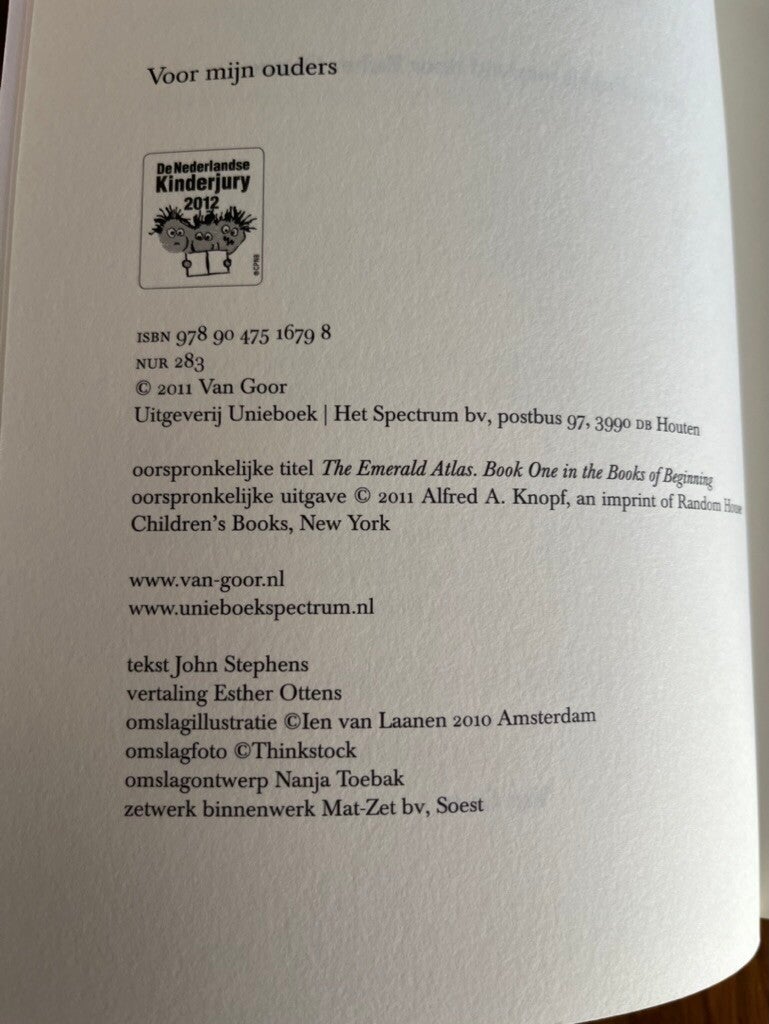 Voor mijn ouders
De Nederlandse
Kinderjury
2012
©CPNB
ISBN 978 90 475 1679 8
NUR 283
© 2011 Van Goor
Uitgeverij Unieboek | Het Spectrum bv, postbus 97, 3990 DB Houten
oorspronkelijke titel The Emerald Atlas. Book One in the Books of Beginning
oorspronkelijke uitgave © 2011 Alfred A. Knopf, an imprint of Random House
Children's Books, New York
www.van-goor.nl
www.unieboekspectrum.nl
tekst John Stephens
vertaling Esther Ottens
omslagillustratie ©Ien van Laanen 2010 Amsterdam
omslagfoto ©Thinkstock
omslagontwerp Nanja Toebak
zetwerk binnenwerk Mat-Zet bv, Soest